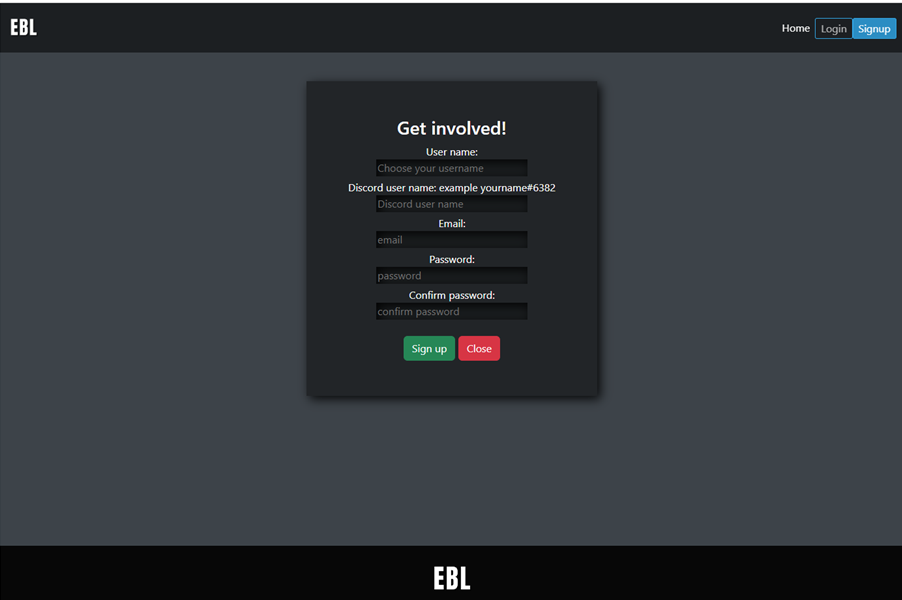 EBL
Home Login Signup
Get involved!
User name:
Choose your username
Discord user name: example yourname#6382
Discord user name
Email:
email
Password:
password
Confirm password:
confirm password
Sign up Close
EBL